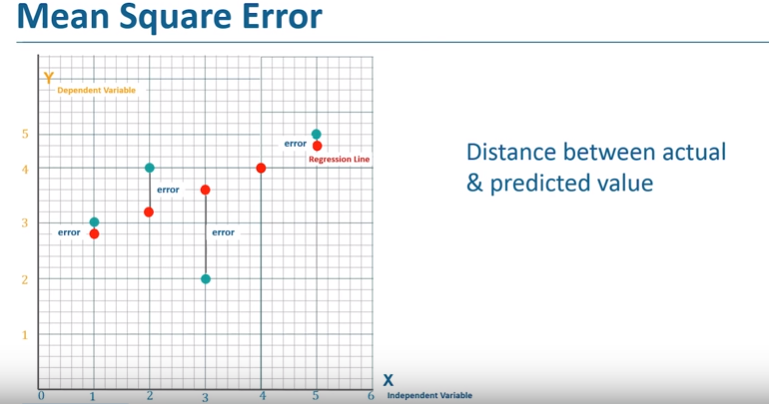 Mean Square Error
Y
Dependent Variable
5
error
Regression Line
4
error
3
error
error
2
1
0 1 2 3 4 5 6
X
Independent Variable
Distance between actual
& predicted value